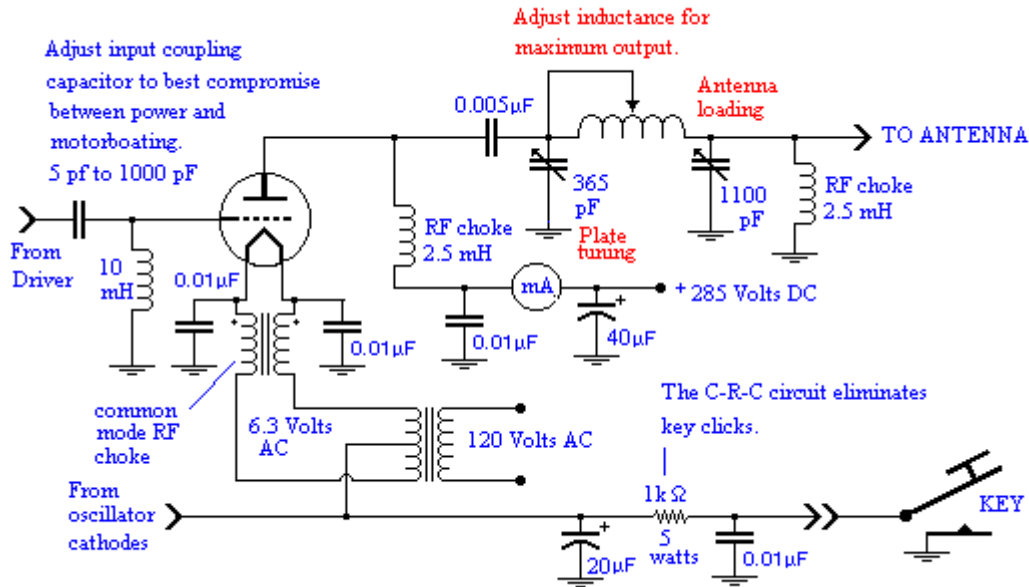 Adjust input coupling
capacitor to best compromise
between power and
motorboating.
5 pf to 1000 pF
Adjust inductance for
maximum output.
0.005µF
Antenna
loading
TO ANTENNA
365
pF
Plate
tuning
1100
pF
RF choke
2.5 mH
RF choke
2.5 mH
From
Driver
10
mH
0.01µF
0.01µF
mA
+ 285 Volts DC
0.01µF
+
40µF
common
mode RF
choke
6.3 Volts
AC
120 Volts AC
The C-R-C circuit eliminates
key clicks.
From
oscillator
cathodes
1k Ω
5
watts
+
20µF
0.01µF
KEY